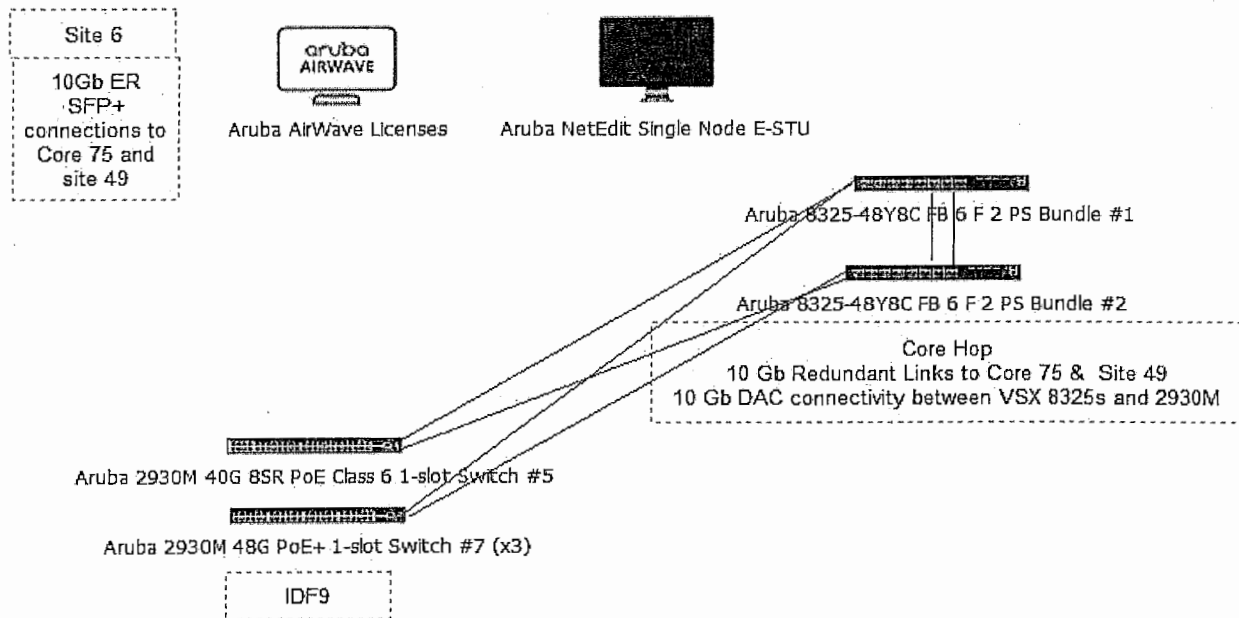 Site 6
10Gb ER
SFP+
connections to
Core 75 and
site 49
aruba
AIRWAVE
Aruba AirWave Licenses
Aruba NetEdit Single Node E-STU
Aruba 8325-48Y8C FB 6 F 2 PS Bundle #1
Aruba 8325-48Y8C FB 6 F 2 PS Bundle #2
Core Hop
10 Gb Redundant Links to Core 75 & Site 49
10 Gb DAC connectivity between VSX 8325s and 2930M
Aruba 2930M 40G 8SR PoE Class 6 1-slot Switch #5
Aruba 2930M 48G PoE+ 1-slot Switch #7 (x3)
IDF9